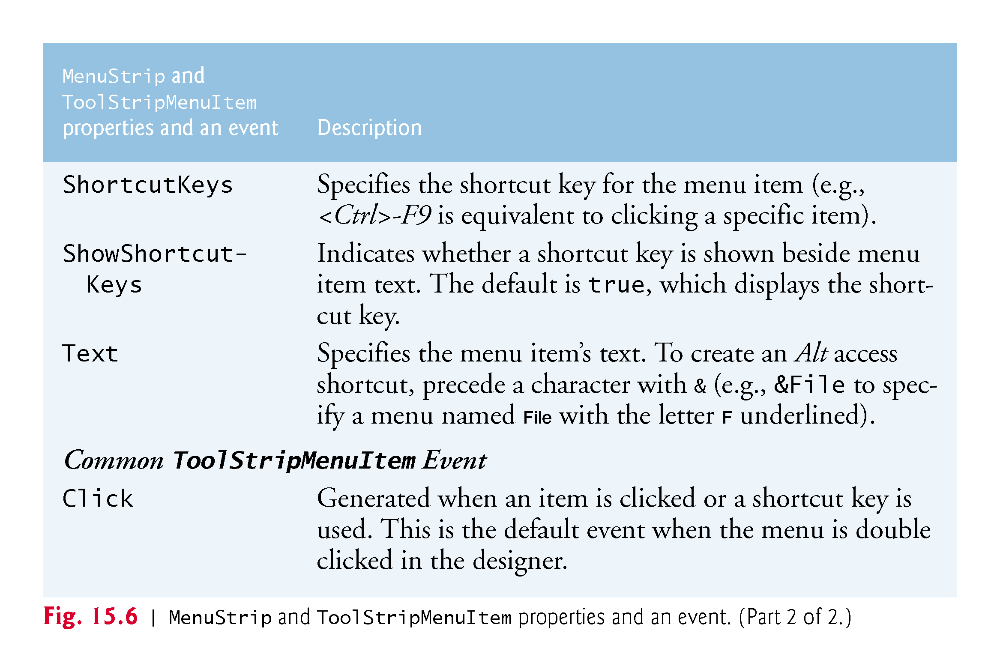 MenuStrip and
ToolStripMenuItem
properties and an event Description
ShortcutKeys Specifies the shortcut key for the menu item (e.g.,
<Ctrl>-F9 is equivalent to clicking a specific item).
ShowShortcut- Indicates whether a shortcut key is shown beside menu
Keys item text. The default is true, which displays the short-
cut key.
Text Specifies the menu item’s text. To create an Alt access
shortcut, precede a character with & (e.g., &File to spec-
ify a menu named File with the letter F underlined).
Common ToolStripMenuItem Event
Click Generated when an item is clicked or a shortcut key is
used. This is the default event when the menu is double
clicked in the designer.
Fig. 15.6 | MenuStrip and ToolStripMenuItem properties and an event. (Part 2 of 2.)